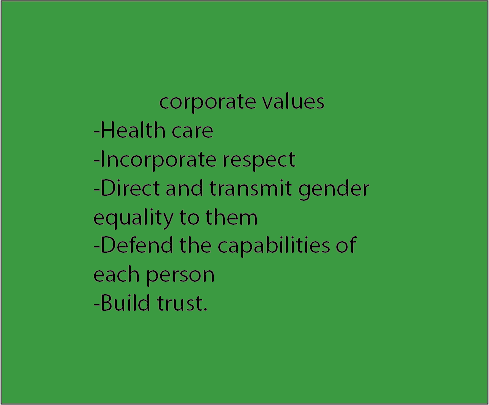 corporate values
-Health care
-Incorporate respect
-Direct and transmit gender
equality to them
-Defend the capabilities of
each person
-Build trust.